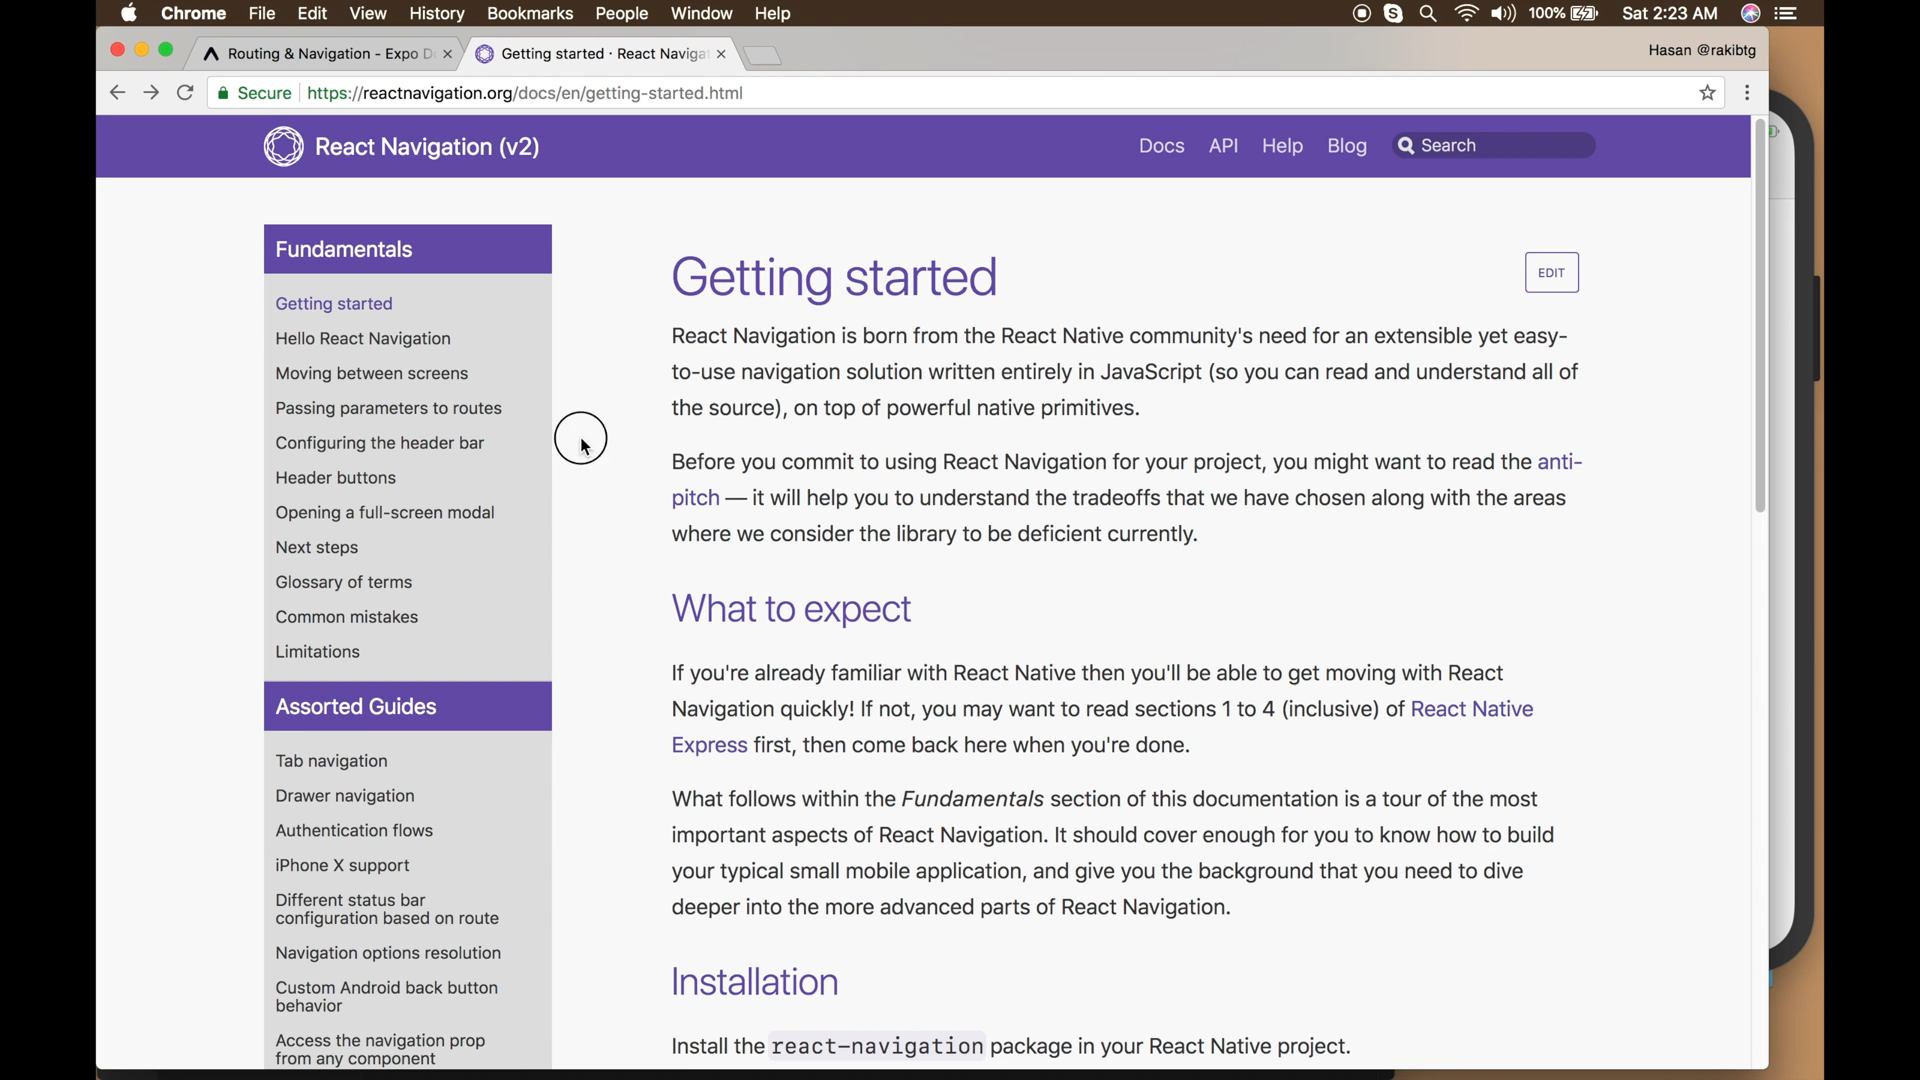 Chrome File Edit View History Bookmarks People Window Help 100% Sat 2:23 AM
Routing & Navigation - Expo D Getting started · React Naviga Hasan @rakibtg
Secure https://reactnavigation.org/docs/en/getting-started.html
React Navigation (v2) Docs API Help Blog Search
Fundamentals
Getting started
Hello React Navigation
Moving between screens
Passing parameters to routes
Configuring the header bar
Header buttons
Opening a full-screen modal
Next steps
Glossary of terms
Common mistakes
Limitations
Assorted Guides
Tab navigation
Drawer navigation
Authentication flows
iPhone X support
Different status bar
configuration based on route
Navigation options resolution
Custom Android back button
behavior
Access the navigation prop
from any component
Getting started
EDIT
React Navigation is born from the React Native community's need for an extensible yet easy-
to-use navigation solution written entirely in JavaScript (so you can read and understand all of
the source), on top of powerful native primitives.
Before you commit to using React Navigation for your project, you might want to read the anti-
pitch — it will help you to understand the tradeoffs that we have chosen along with the areas
where we consider the library to be deficient currently.
What to expect
If you're already familiar with React Native then you'll be able to get moving with React
Navigation quickly! If not, you may want to read sections 1 to 4 (inclusive) of React Native
Express first, then come back here when you're done.
What follows within the Fundamentals section of this documentation is a tour of the most
important aspects of React Navigation. It should cover enough for you to know how to build
your typical small mobile application, and give you the background that you need to dive
deeper into the more advanced parts of React Navigation.
Installation
Install the react-navigation package in your React Native project.